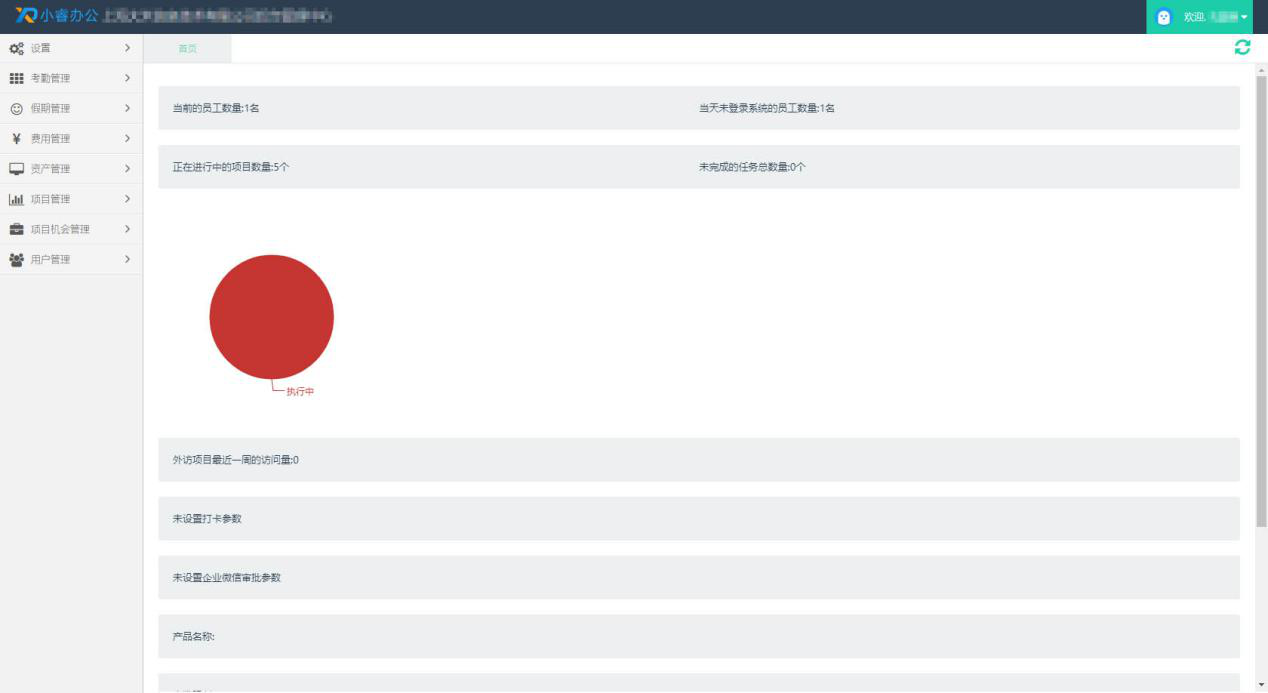 小睿办公
欢迎,
设置
首页
考勤管理
假期管理
费用管理
资产管理
项目管理
项目机会管理
用户管理
当前的员工数量:1名
当天未登录系统的员工数量:1名
正在进行中的项目数量:5个
未完成的任务总数量:0个
执行中
外访项目最近一周的访问量:0
未设置打卡参数
未设置企业微信审批参数
产品名称: